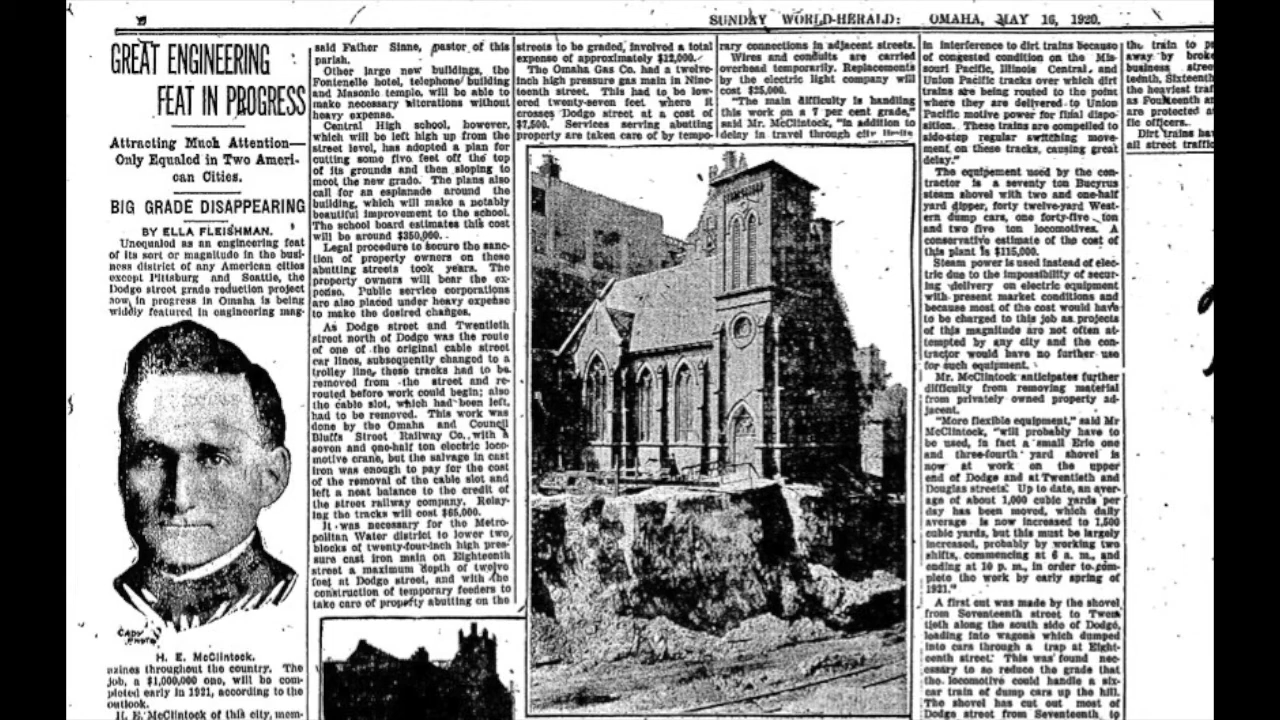 SUNDAY WORLD-HERALD: OMAHA, MAY 16, 1920.
GREAT ENGINEERING
FEAT IN PROGRESS
Attracting Much Attention—
Only Equaled in Two Ameri-
can Cities.
BIG GRADE DISAPPEARING
BY ELLA FLEISHMAN.
Unequaled as an engineering feat
of its sort or magnitude in the busi-
ness district of any American cities
except Pittsburg and Seattle, the
Dodge street grade reduction project
now in progress in Omaha is being
widely featured in engineering mag-
H. E. McClintock.
azines throughout the country. The
job, a $1,000,000 one, will be com-
pleted early in 1921, according to the
outlook.
H. E. McClintock of this city, mem-
said Father Sinne, pastor of this
parish.
Other large new buildings, the
Fontenelle hotel, telephone building
and Masonic temple, will be able to
make necessary alterations without
heavy expense.
Central High school, however,
which will be left high up from the
street level, has adopted a plan for
cutting some five feet off the top
of its grounds and then sloping to
meet the new grade. The plans also
call for an esplanade around the
building, which will make a notably
beautiful improvement to the school.
The school board estimates this cost
will be around $350,000.
Legal procedure to secure the sanc-
tion of property owners on these
abutting streets took years. The
property owners will bear the ex-
pense. Public service corporations
are also placed under heavy expense
to make the desired changes.
As Dodge street and Twentieth
street north of Dodge was the route
of one of the original cable street
car lines, subsequently changed to a
trolley line, these tracks had to be
removed from the street and re-
routed before work could begin; also
the cable slot, which had been left,
had to be removed. This work was
done by the Omaha and Council
Bluffs Street Railway Co., with a
seven and one-half ton electric loco-
motive crane, but the salvage in cast
iron was enough to pay for the cost
of the removal of the cable slot and
left a neat balance to the credit of
the street railway company. Relay-
ing the tracks will cost $65,000.
It was necessary for the Metro-
politan Water district to lower two
blocks of twenty-four-inch high pres-
sure cast iron main on Eighteenth
street a maximum depth of twelve
feet at Dodge street, and with the
construction of temporary feeders to
take care of property abutting on the
streets to be graded, involved a total
expense of approximately $12,000.
The Omaha Gas Co. had a twelve-
inch high pressure gas main in Nine-
teenth street. This had to be low-
ered twenty-seven feet where it
crosses Dodge street at a cost of
$7,500. Services serving abutting
property are taken care of by tempo-
rary connections in adjacent streets.
Wires and conduits are carried
overhead temporarily. Replacements
by the electric light company will
cost $25,000.
"The main difficulty is handling
this work on a 7 per cent grade,"
said Mr. McClintock, "in addition to
delay in travel through city limits
in interference to dirt trains because
of congested condition on the Mis-
souri Pacific, Illinois Central, and
Union Pacific tracks over which dirt
trains are being routed to the point
where they are delivered to Union
Pacific motive power for final dispo-
sition. These trains are compelled to
side-step regular switching move-
ment on these tracks, causing great
delay."
The equipement used by the con-
tractor is a seventy ton Bucyrus
steam shovel with two and one-half
yard dipper, forty twelve-yard West-
ern dump cars, one forty-five ton
and two five ton locomotives. A
conservative estimate of the cost of
this plant is $115,000.
Steam power is used instead of elec-
tric due to the impossibility of secur-
ing delivery on electric equipment
with present market conditions and
because most of the cost would have
to be charged to this job as projects
of this magnitude are not often at-
tempted by any city and the con-
tractor would have no further use
for such equipment.
Mr. McClintock anticipates further
difficulty from removing material
from privately owned property ad-
jacent.
"More flexible equipment," said Mr
McClintock, "will probably have to
be used, in fact a small Erie one
and three-fourth yard shovel is
now at work on the upper
end of Dodge and at Twentieth and
Douglas streets. Up to date, an aver-
age of about 1,000 cubic yards per
day has been moved, which daily
average is now increased to 1,500
cubic yards, but this must be largely
increased, probably by working two
shifts, commencing at 6 a. m., and
ending at 10 p. m., in order to com-
plete the work by early spring of
1921."
A first cut was made by the shovel
from Seventeenth street to Twen-
tieth along the south side of Dodge,
loading into wagons which dumped
into cars through a trap at Eight-
eenth street. This was found nec-
essary to so reduce the grade that
the locomotive could handle a six-
car train of dump cars up the hill.
The shovel has cut out most of
Dodge street from Seventeenth, to
the train to
away by
business
teenth, Sixteenth
the heaviest
as Fourteenth
are protected
fic officers.
Dirt trains
all street